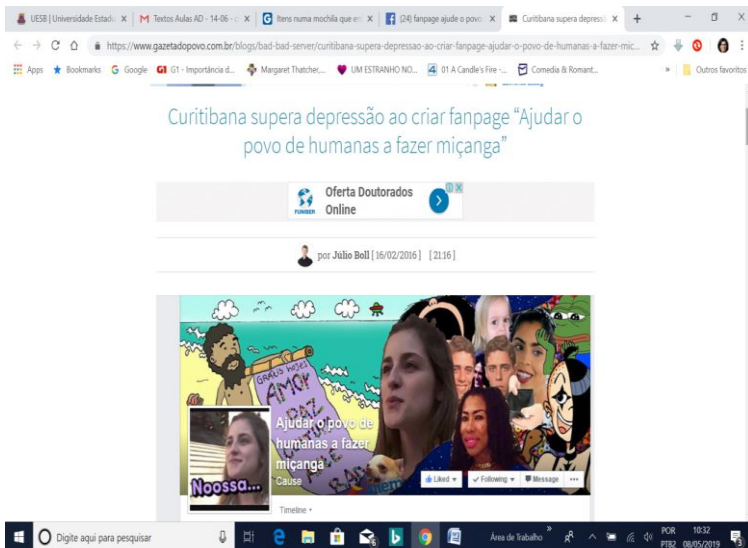 UESB | Universidade Estadu
Textos Aulas AD - 14-06 - c
Itens numa mochila que en
(24) fanpage ajude o povo
Curitibana supera depress
https://www.gazetadopovo.com.br/blogs/bad-bad-server/curitibana-supera-depressao-ao-criar-fanpage-ajudar-o-povo-de-humanas-a-fazer-mic...
Apps
Bookmarks
Google
G1 - Importância d...
Margaret Thatcher,...
UM ESTRANHO NO...
01 A Candle's Fire -...
Comedia & Romant...
»
Outros favoritos
Curitibana supera depressão ao criar fanpage “Ajudar o
povo de humanas a fazer miçanga”
FUNIBER
Oferta Doutorados
Online
por Júlio Boll [ 16/02/2016 ] [ 21:16 ]
GRÁTIS
AMOR
PAZ
Ajudar o povo de
humanas a fazer
miçanga
Cause
Noossa...
Liked
Following
Message
...
Timeline
Digite aqui para pesquisar
Área de Trabalho
»
POR
PTB2
10:32
08/05/2019